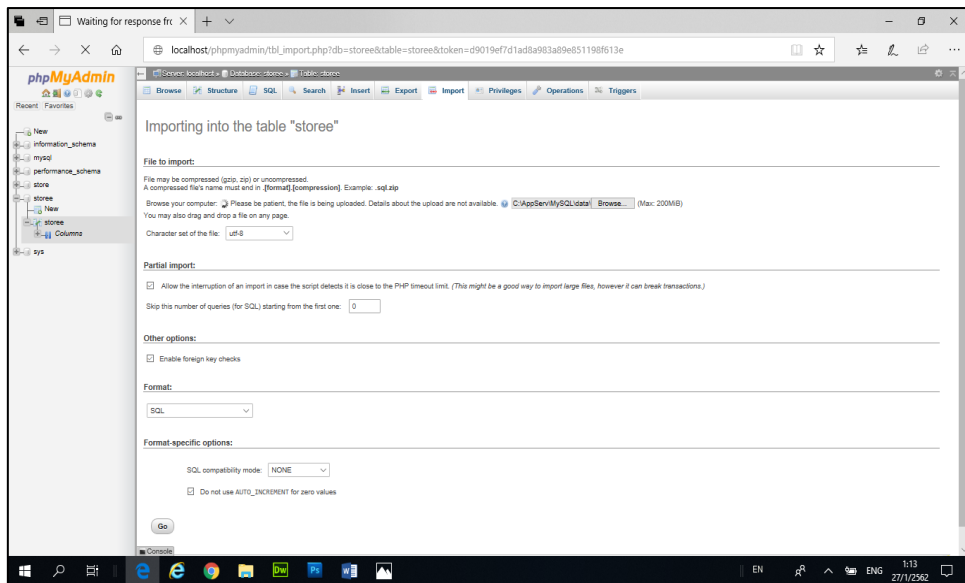 Waiting for response fro
localhost/phpmyadmin/tbl_import.php?db=storee&table=storee&token=d9019ef7d1ad8a983a89e851198f613e
phpMyAdmin
Recent Favorites
New
information_schema
mysql
performance_schema
store
storee
New
storee
Columns
sys
Server: localhost » Database: storee » Table: storee
Browse Structure SQL Search Insert Export Import Privileges Operations Triggers
Importing into the table "storee"
File to import:
File may be compressed (gzip, zip) or uncompressed.
A compressed file's name must end in .[format].[compression]. Example: .sql.zip
Browse your computer: Please be patient, the file is being uploaded. Details about the upload are not available. C:\AppServ\MySQL\data\ Browse... (Max: 200MiB)
You may also drag and drop a file on any page.
Character set of the file: utf-8
Partial import:
Allow the interruption of an import in case the script detects it is close to the PHP timeout limit. (This might be a good way to import large files, however it can break transactions.)
Skip this number of queries (for SQL) starting from the first one: 0
Other options:
Enable foreign key checks
Format:
SQL
Format-specific options:
SQL compatibility mode: NONE
Do not use AUTO_INCREMENT for zero values
Go
Console
Dw Ps W EN ENG 1:13
27/1/2562